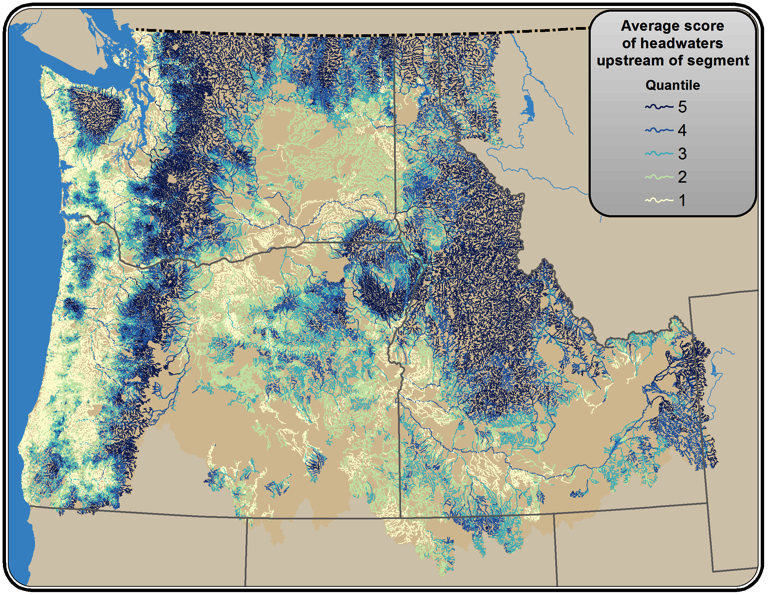 Average score
of headwaters
upstream of segment
Quantile
5
4
3
2
1